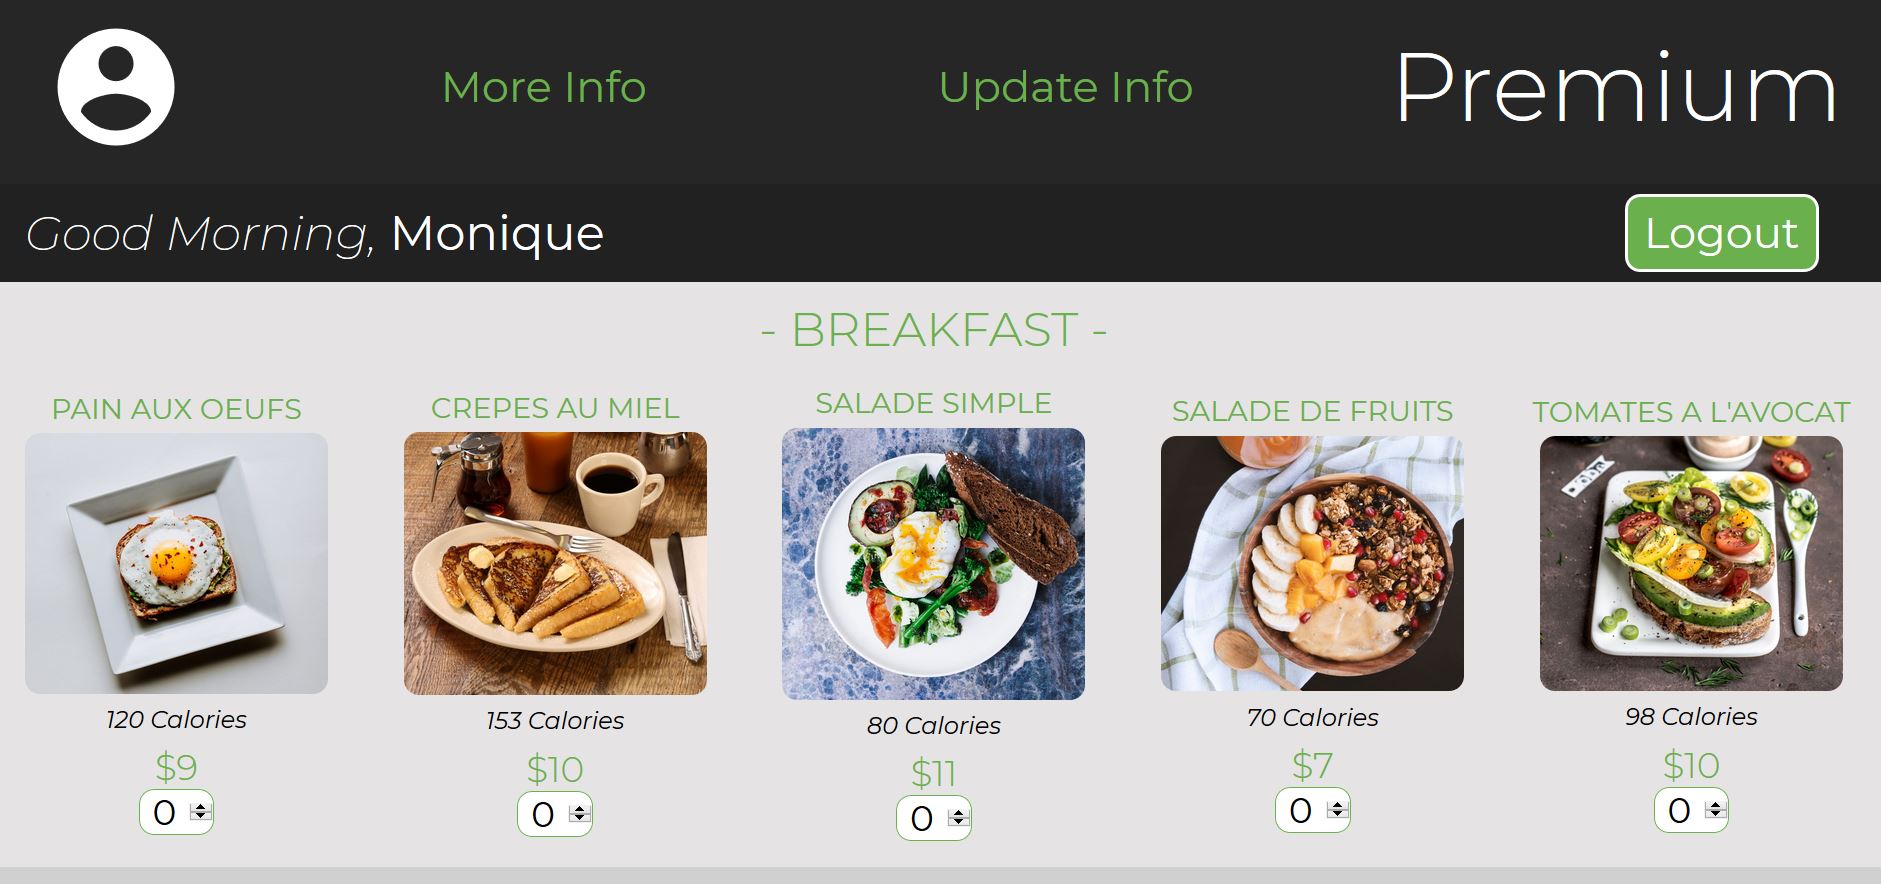 More Info
Update Info
Premium
Good Morning, Monique
Logout
- BREAKFAST -
PAIN AUX OEUFS
120 Calories
$9
0
CREPES AU MIEL
153 Calories
$10
0
SALADE SIMPLE
80 Calories
$11
0
SALADE DE FRUITS
70 Calories
$7
0
TOMATES A L'AVOCAT
98 Calories
$10
0